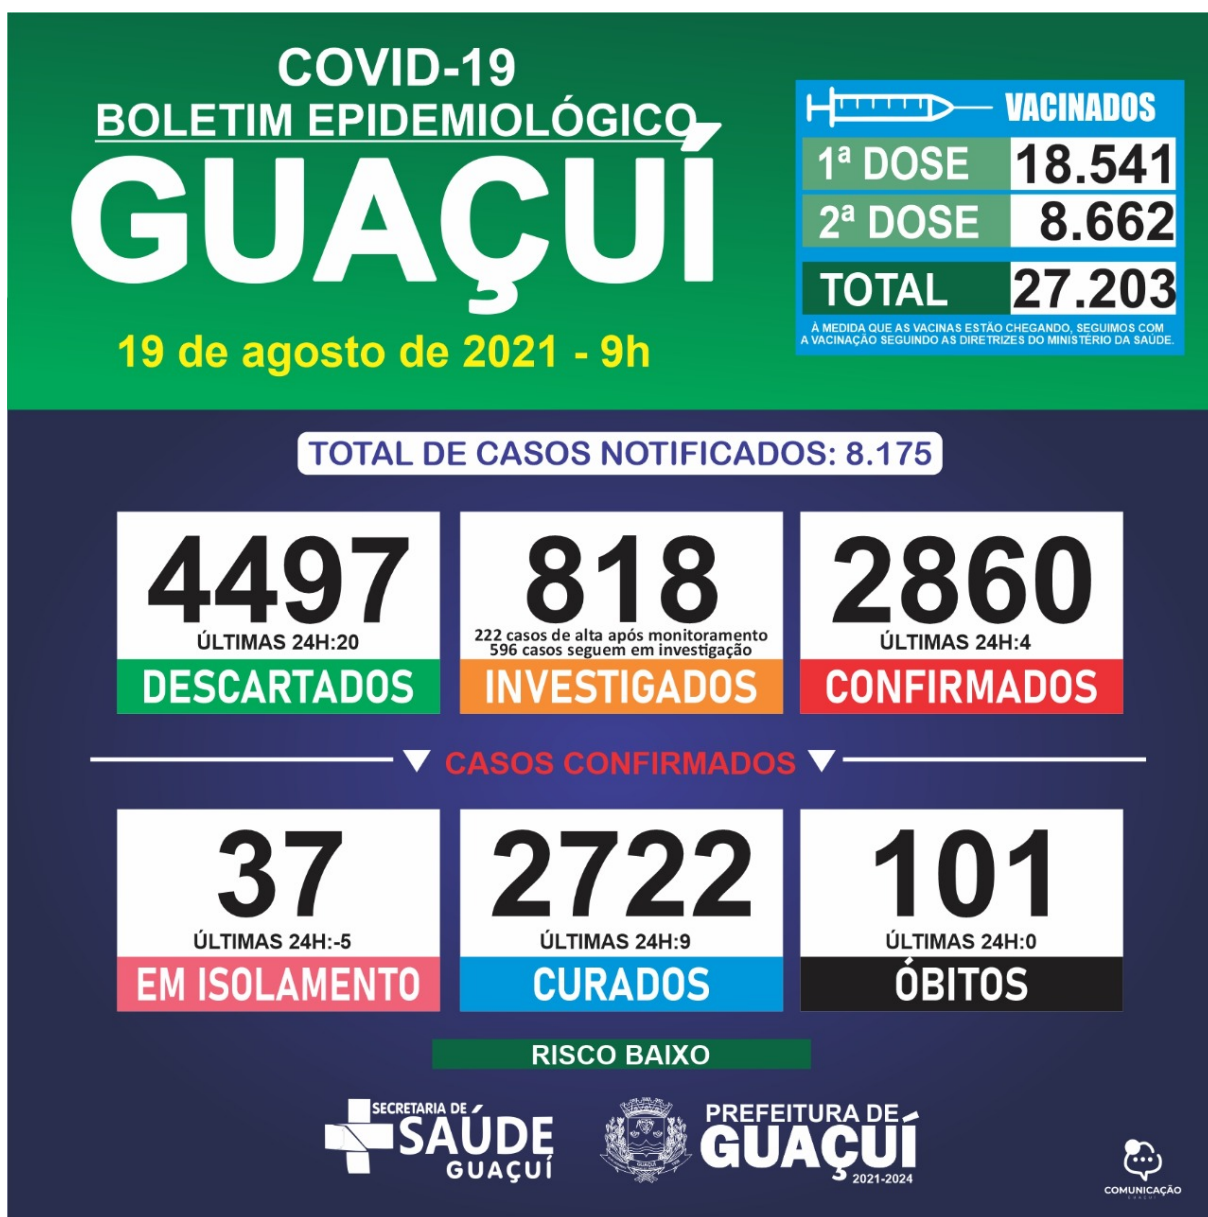 COVID-19
BOLETIM EPIDEMIOLÓGICO
GUAÇUÍ
19 de agosto de 2021 - 9h
VACINADOS
1ª DOSE 18.541
2ª DOSE 8.662
TOTAL 27.203
À MEDIDA QUE AS VACINAS ESTÃO CHEGANDO, SEGUIMOS COM
A VACINAÇÃO SEGUINDO AS DIRETRIZES DO MINISTÉRIO DA SAÚDE.
TOTAL DE CASOS NOTIFICADOS: 8.175
4497
ÚLTIMAS 24H:20
DESCARTADOS
818
222 casos de alta após monitoramento
596 casos seguem em investigação
INVESTIGADOS
2860
ÚLTIMAS 24H:4
CONFIRMADOS
CASOS CONFIRMADOS
37
ÚLTIMAS 24H:-5
EM ISOLAMENTO
2722
ÚLTIMAS 24H:9
CURADOS
101
ÚLTIMAS 24H:0
ÓBITOS
RISCO BAIXO
SECRETARIA DE
SAÚDE
GUAÇUÍ
PREFEITURA DE
GUAÇUÍ
2021-2024
COMUNICAÇÃO
GUAÇUÍ